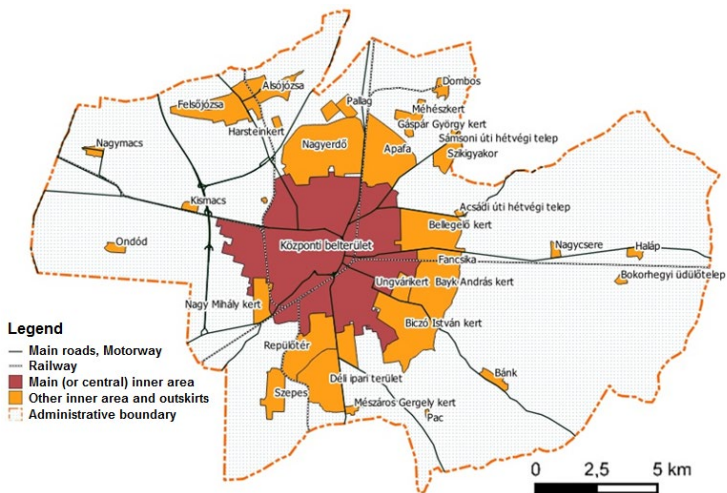 Alsójózsa
Felsőjózsa
Harsteinkert
Pallag
Dombos
Méhészkert
Gáspár György kert
Sámsoni úti hétvégi telep
Szikigyakor
Nagyerdő
Apafa
Nagymacs
Kismacs
Acsádi úti hétvégi telep
Bellegelő kert
Ondód
Központi belterület
Nagycsere
Haláp
Fancsika
Bokorhegyi üdülőtelep
Ungvárikert
Bayk András kert
Nagy Mihály kert
Biczó István kert
Repülőtér
Bánk
Szepes
Déli ipari terület
Mészáros Gergely kert
Pac
Legend
Main roads, Motorway
Railway
Main (or central) inner area
Other inner area and outskirts
Administrative boundary
0 2,5 5 km